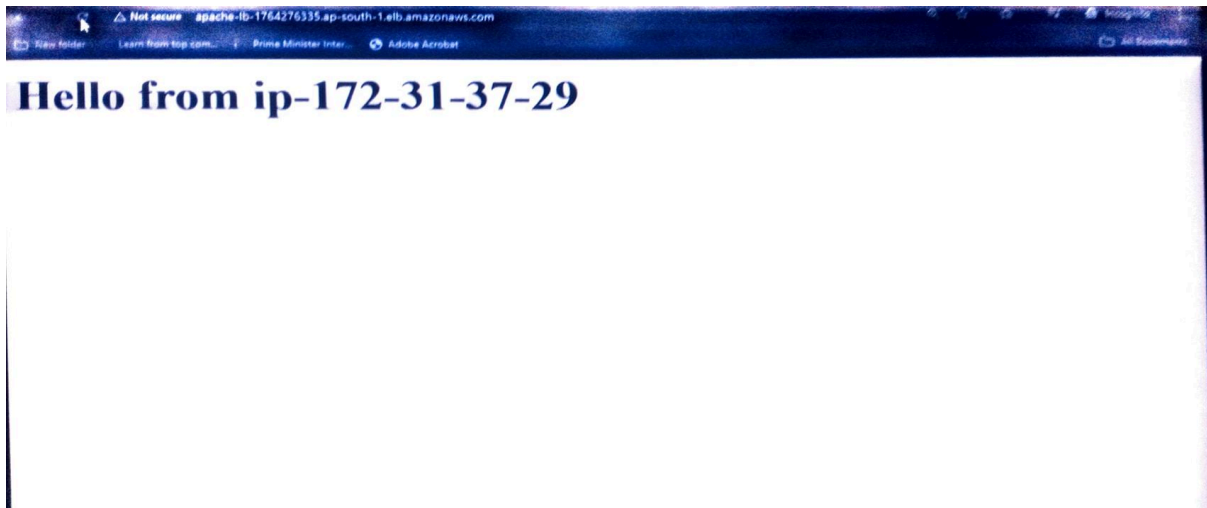 Not secure apache-lb-1764276335.ap-south-1.elb.amazonaws.com Incognito
New folder Learn from top com... Prime Minister Inter... Adobe Acrobat All Bookmarks
Hello from ip-172-31-37-29